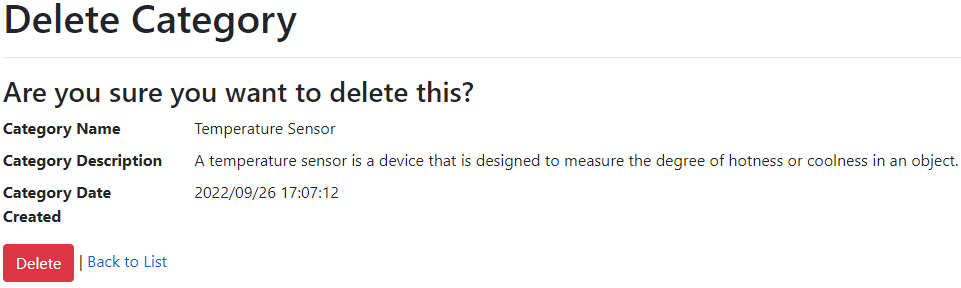 Delete Category
Are you sure you want to delete this?
Category Name Temperature Sensor
Category Description A temperature sensor is a device that is designed to measure the degree of hotness or coolness in an object.
Category Date 2022/09/26 17:07:12
Created
Delete | Back to List